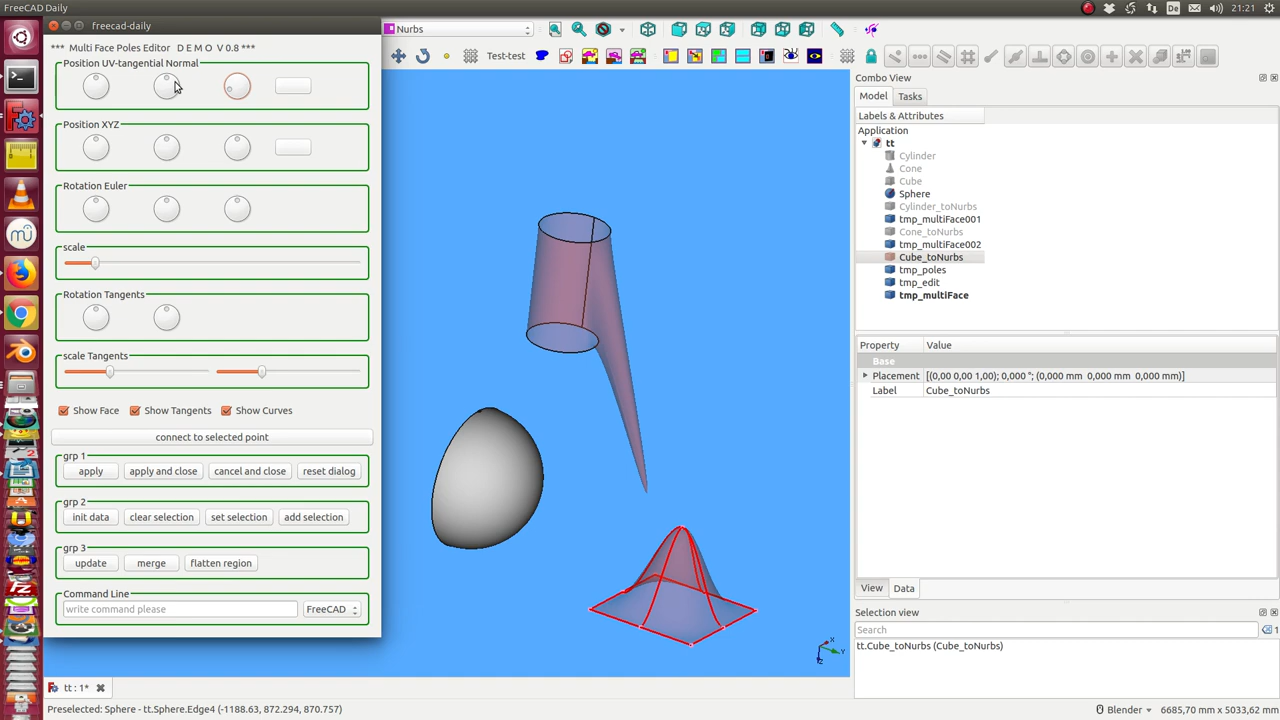 FreeCAD Daily
De
21:21
freecad-daily
*** Multi Face Poles Editor D E M O V 0.8 ***
Position UV-tangential Normal
Position XYZ
Rotation Euler
scale
Rotation Tangents
scale Tangents
Show Face
Show Tangents
Show Curves
connect to selected point
grp 1
apply
apply and close
cancel and close
reset dialog
grp 2
init data
clear selection
set selection
add selection
grp 3
update
merge
flatten region
Command Line
write command please
FreeCAD
Nurbs
Test-test
X
Y
Z
tt : 1*
Preselected: Sphere - tt.Sphere.Edge4 (-1188.63, 872.294, 870.757)
Combo View
Model
Tasks
Labels & Attributes
Application
tt
Cylinder
Cone
Cube
Sphere
Cylinder_toNurbs
tmp_multiFace001
Cone_toNurbs
tmp_multiFace002
Cube_toNurbs
tmp_poles
tmp_edit
tmp_multiFace
Property
Value
Base
Placement
[(0,00 0,00 1,00); 0,000 °; (0,000 mm 0,000 mm 0,000 mm)]
Label
Cube_toNurbs
View
Data
Selection view
Search
1
tt.Cube_toNurbs (Cube_toNurbs)
Blender
6685,70 mm x 5033,62 mm